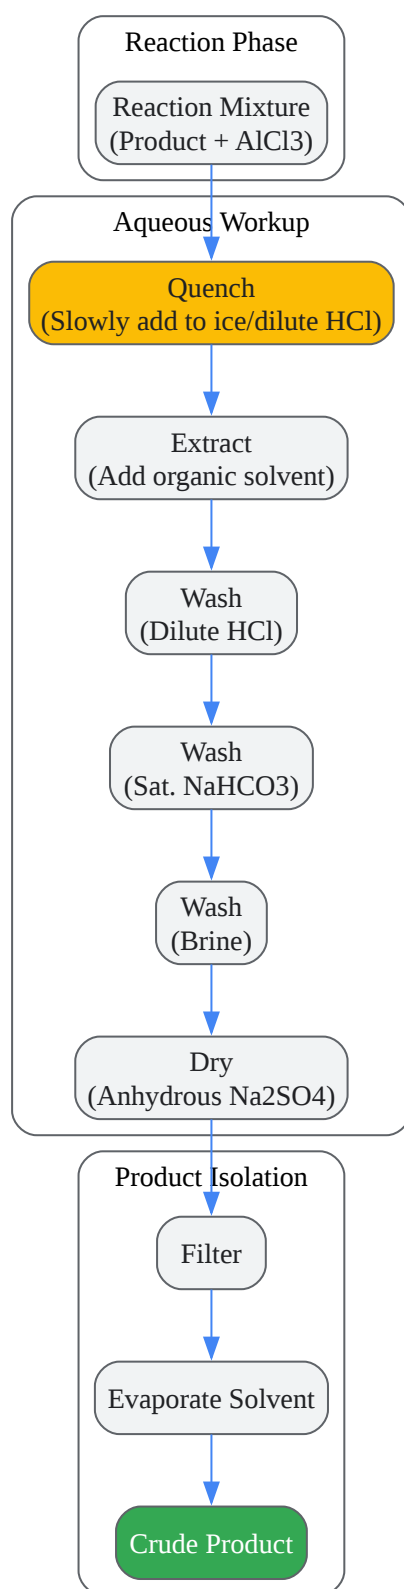 Reaction Phase
Reaction Mixture
(Product + AlCl3)
Aqueous Workup
Quench
(Slowly add to ice/dilute HCl)
Extract
(Add organic solvent)
Wash
(Dilute HCl)
Wash
(Sat. NaHCO3)
Wash
(Brine)
Dry
(Anhydrous Na2SO4)
Product Isolation
Filter
Evaporate Solvent
Crude Product